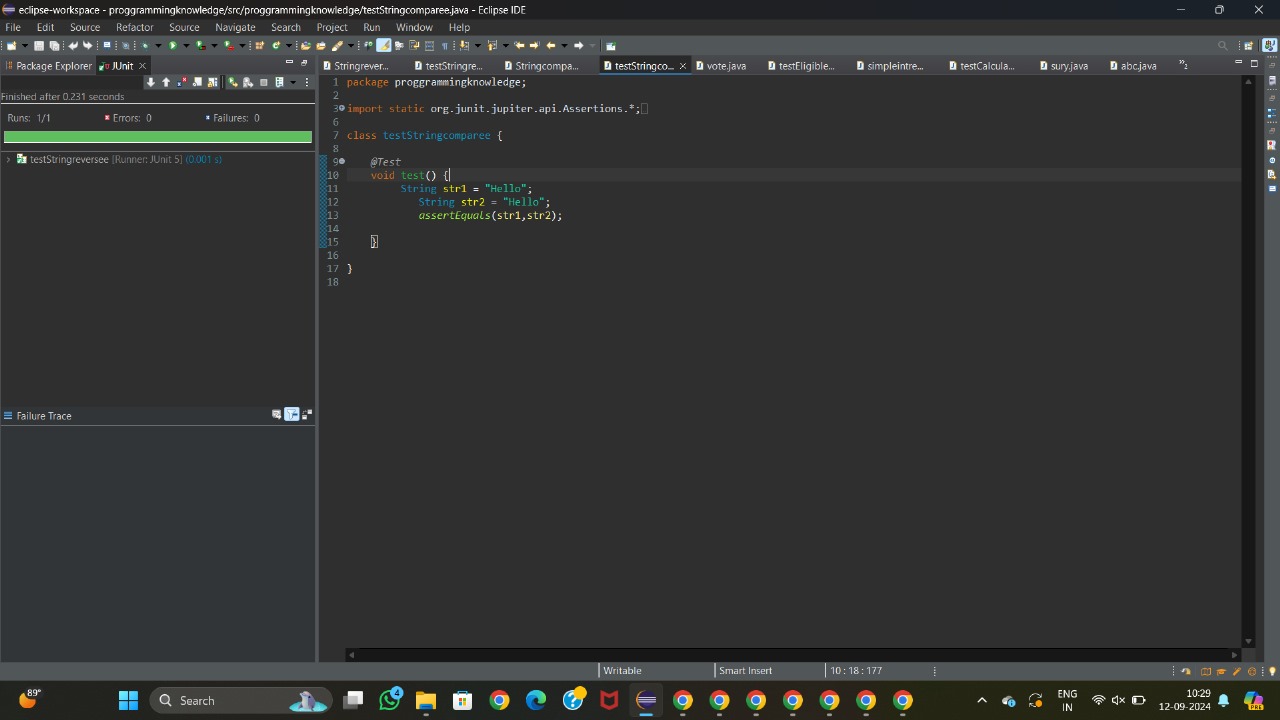 eclipse-workspace - proggrammingknowledge/src/proggrammingknowledge/testStringcomparee.java - Eclipse IDE
File Edit Source Refactor Source Navigate Search Project Run Window Help
Package Explorer JUnit
Stringrever... testStringre... Stringcompa... testStringco... vote.java testEligible... simpleintre... testCalcula... sury.java abc.java
Finished after 0.231 seconds
Runs: 1/1 Errors: 0 Failures: 0
testStringreversee [Runner: JUnit 5] (0.001 s)
Failure Trace
1 package proggrammingknowledge;
2
3 import static org.junit.jupiter.api.Assertions.*;
6
7 class testStringcomparee {
8
9 @Test
10 void test() {
11 String str1 = "Hello";
12 String str2 = "Hello";
13 assertEquals(str1,str2);
14
15 }
16
17 }
18
Writable Smart Insert 10 : 18 : 177
89°
Search
4
ENG
IN
10:29
12-09-2024
PRE